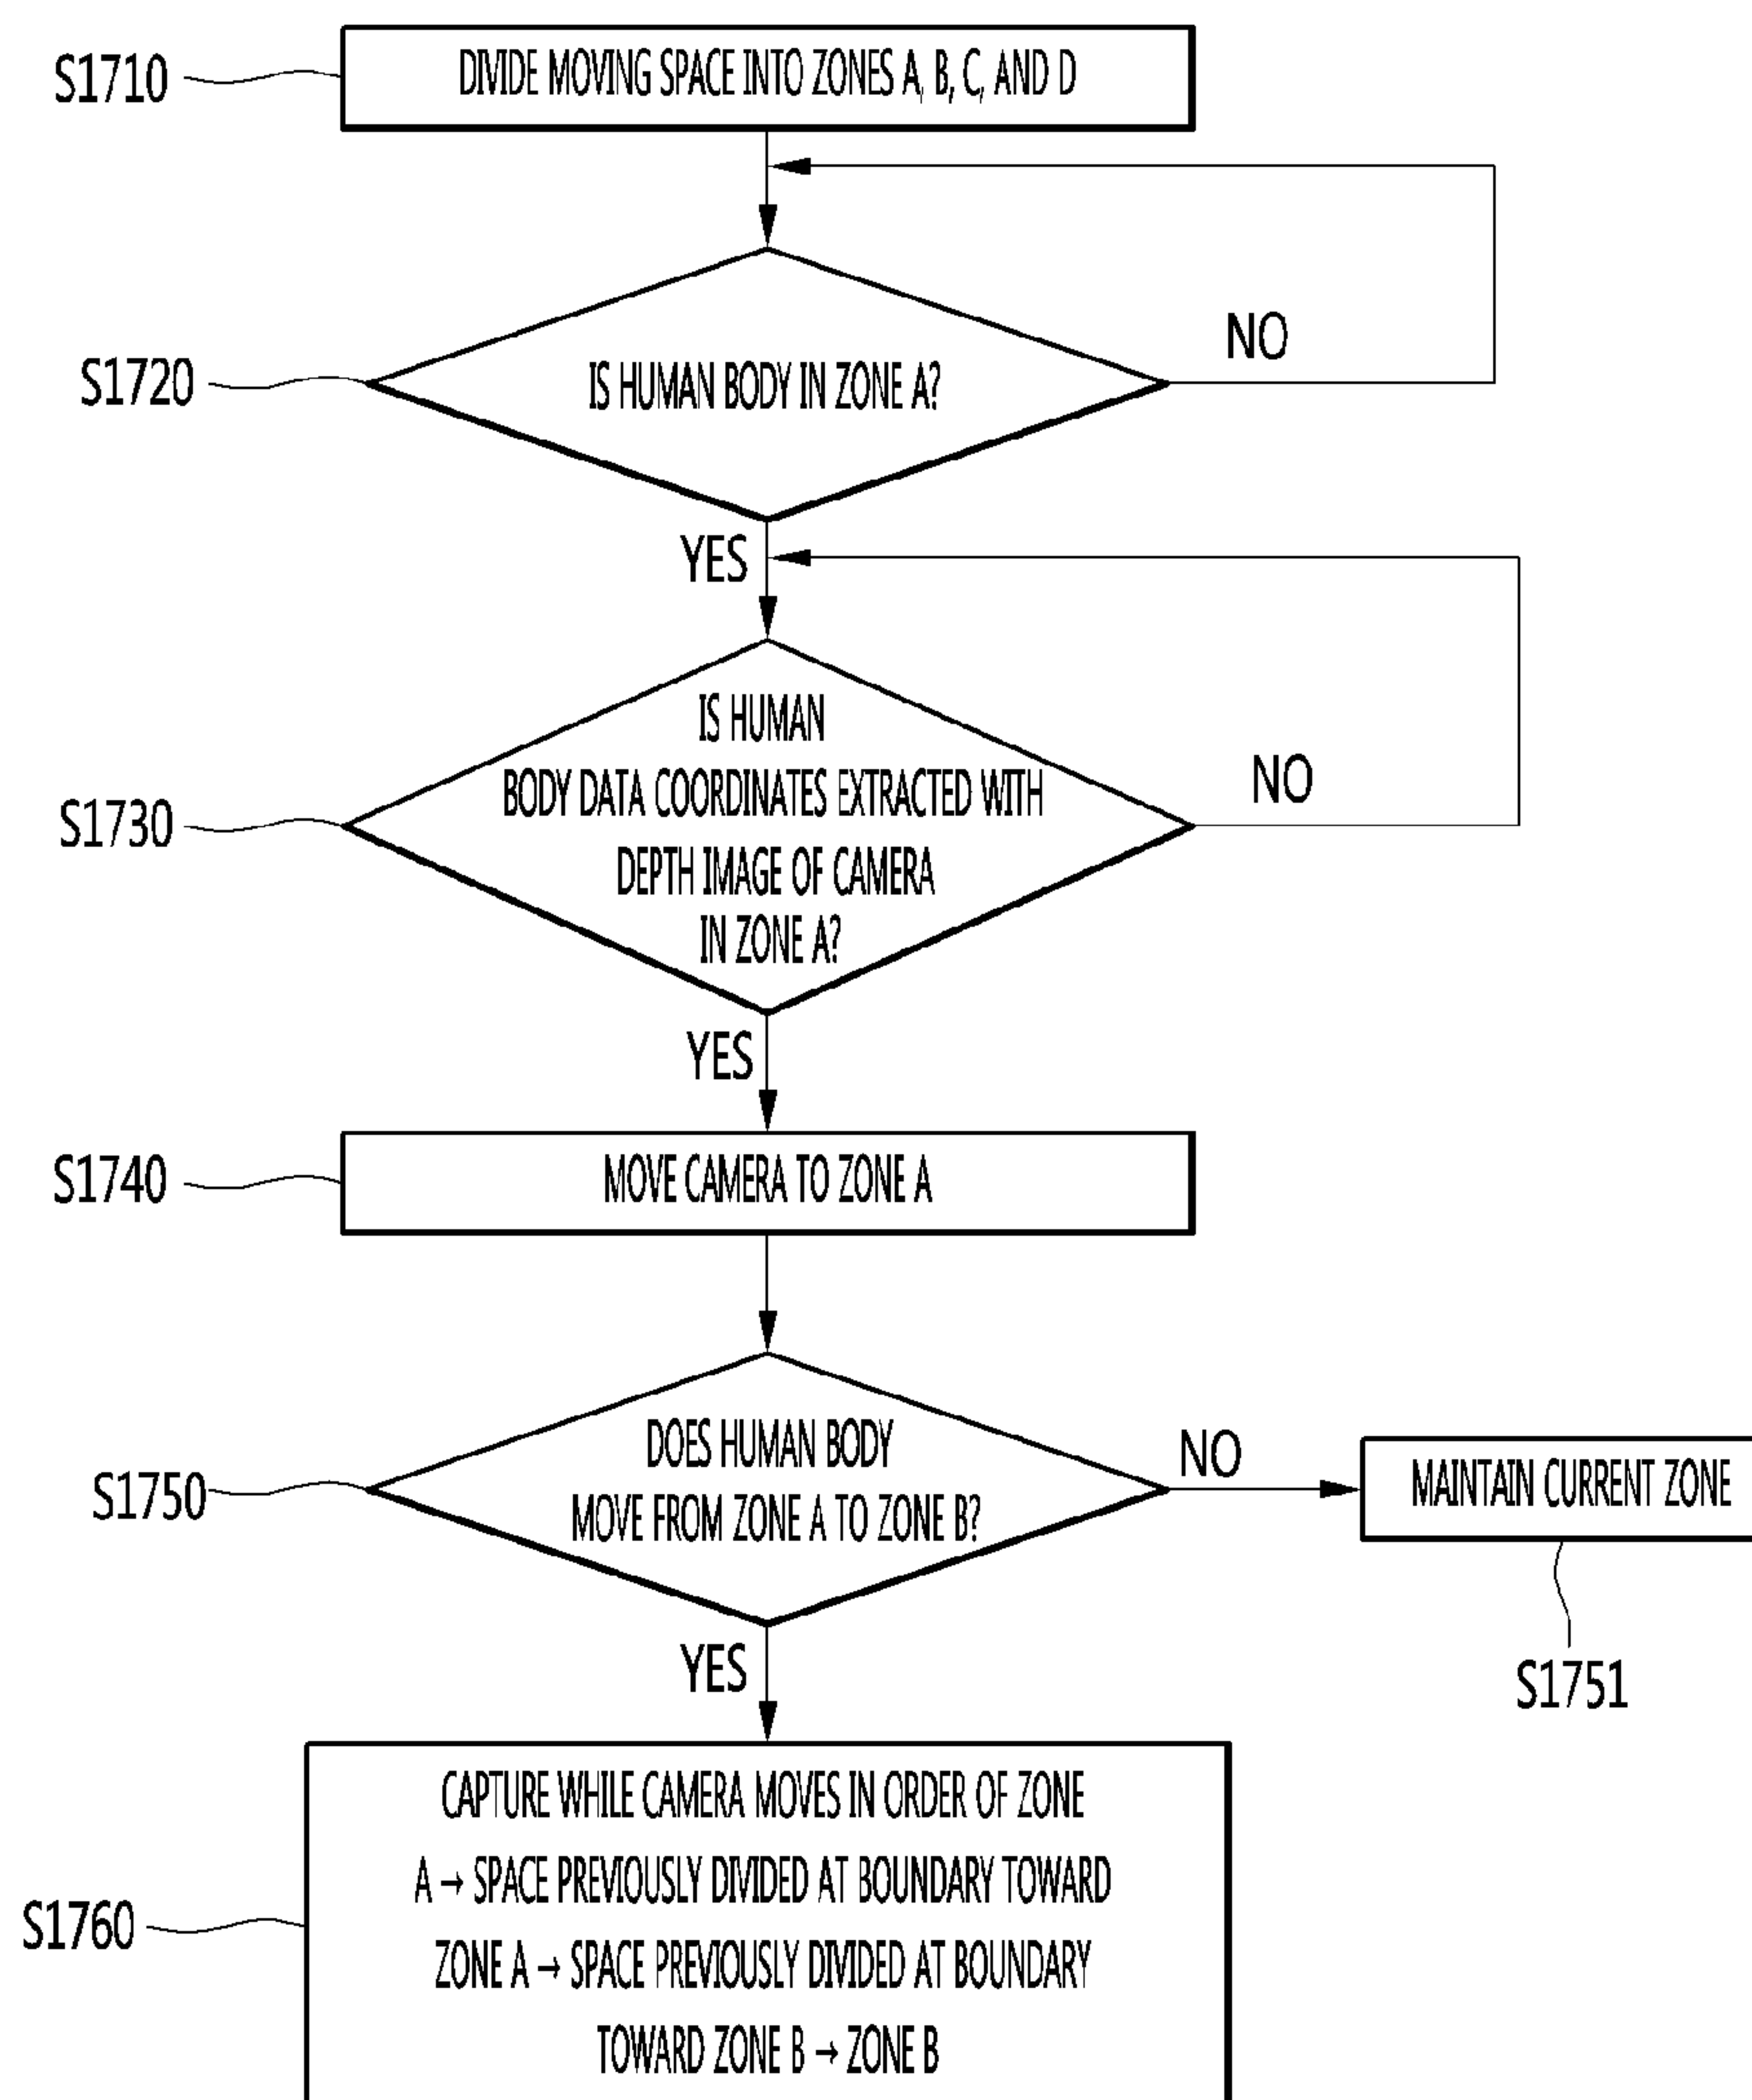 S1710
DIVIDE MOVING SPACE INTO ZONES A, B, C, AND D
S1720
IS HUMAN BODY IN ZONE A?
NO
YES
S1730
IS HUMAN
BODY DATA COORDINATES EXTRACTED WITH
DEPTH IMAGE OF CAMERA
IN ZONE A?
NO
YES
S1740
MOVE CAMERA TO ZONE A
S1750
DOES HUMAN BODY
MOVE FROM ZONE A TO ZONE B?
NO
MAINTAIN CURRENT ZONE
S1751
YES
S1760
CAPTURE WHILE CAMERA MOVES IN ORDER OF ZONE
A → SPACE PREVIOUSLY DIVIDED AT BOUNDARY TOWARD
ZONE A → SPACE PREVIOUSLY DIVIDED AT BOUNDARY
TOWARD ZONE B → ZONE B